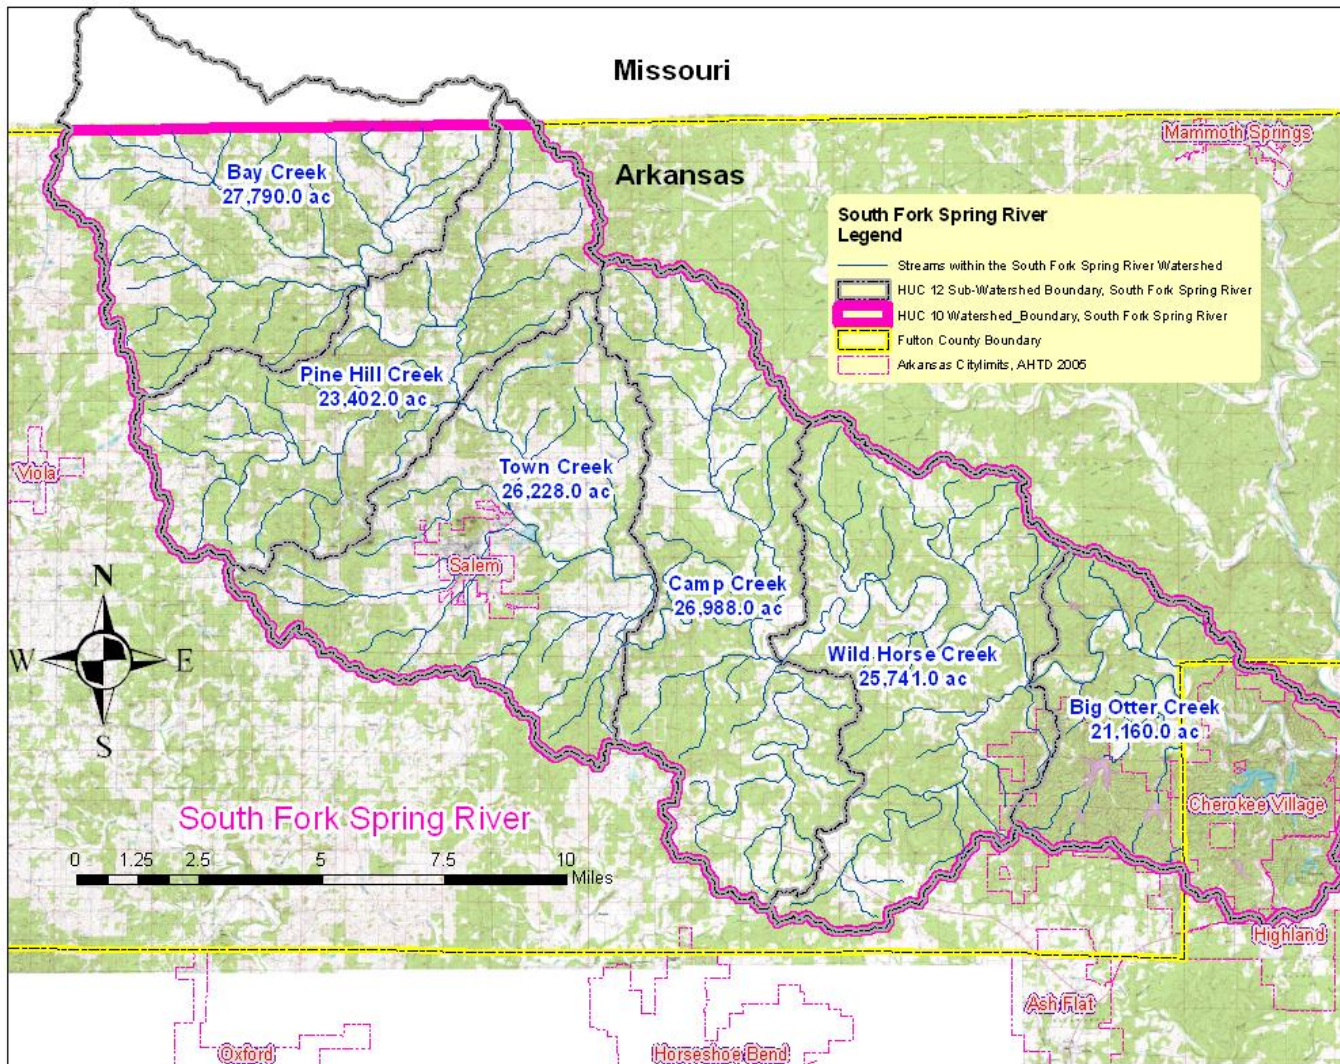 Missouri
Mammoth Springs
Bay Creek
27,790.0 ac
Arkansas
South Fork Spring River
Legend
Streams within the South Fork Spring River Watershed
HUC 12 Sub-Watershed Boundary, South Fork Spring River
HUC 10 Watershed_Boundary, South Fork Spring River
Fulton County Boundary
Arkansas Citylimits, AHTD 2005
Pine Hill Creek
23,402.0 ac
Viola
Town Creek
26,228.0 ac
Salem
Camp Creek
26,988.0 ac
N
W
E
S
Wild Horse Creek
25,741.0 ac
Big Otter Creek
21,160.0 ac
Cherokee Village
South Fork Spring River
0 1.25 2.5 5 7.5 10
Miles
Highland
Ash Flat
Oxford
Horseshoe Bend